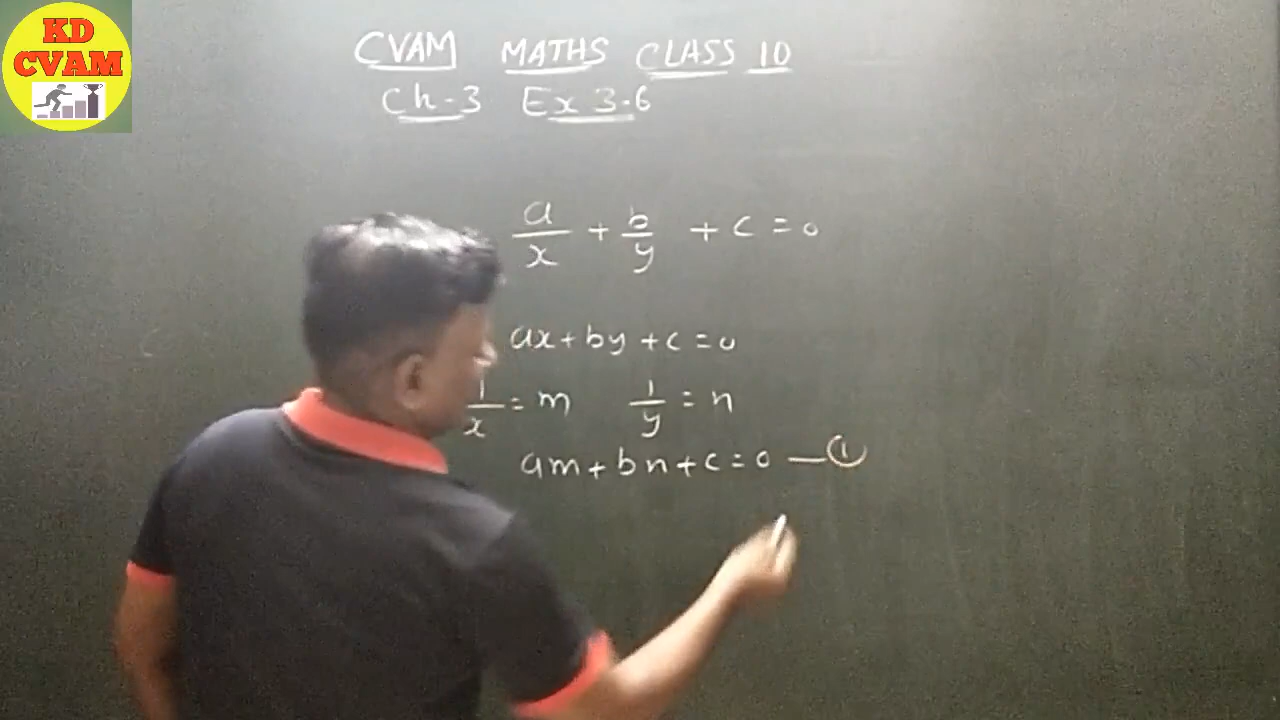 KD
CVAM
CVAM MATHS CLASS 10
Ch-3 Ex 3.6
a/x + b/y + c = 0
ax + by + c = 0
1/x = m 1/y = n
am + bn + c = 0 — ①